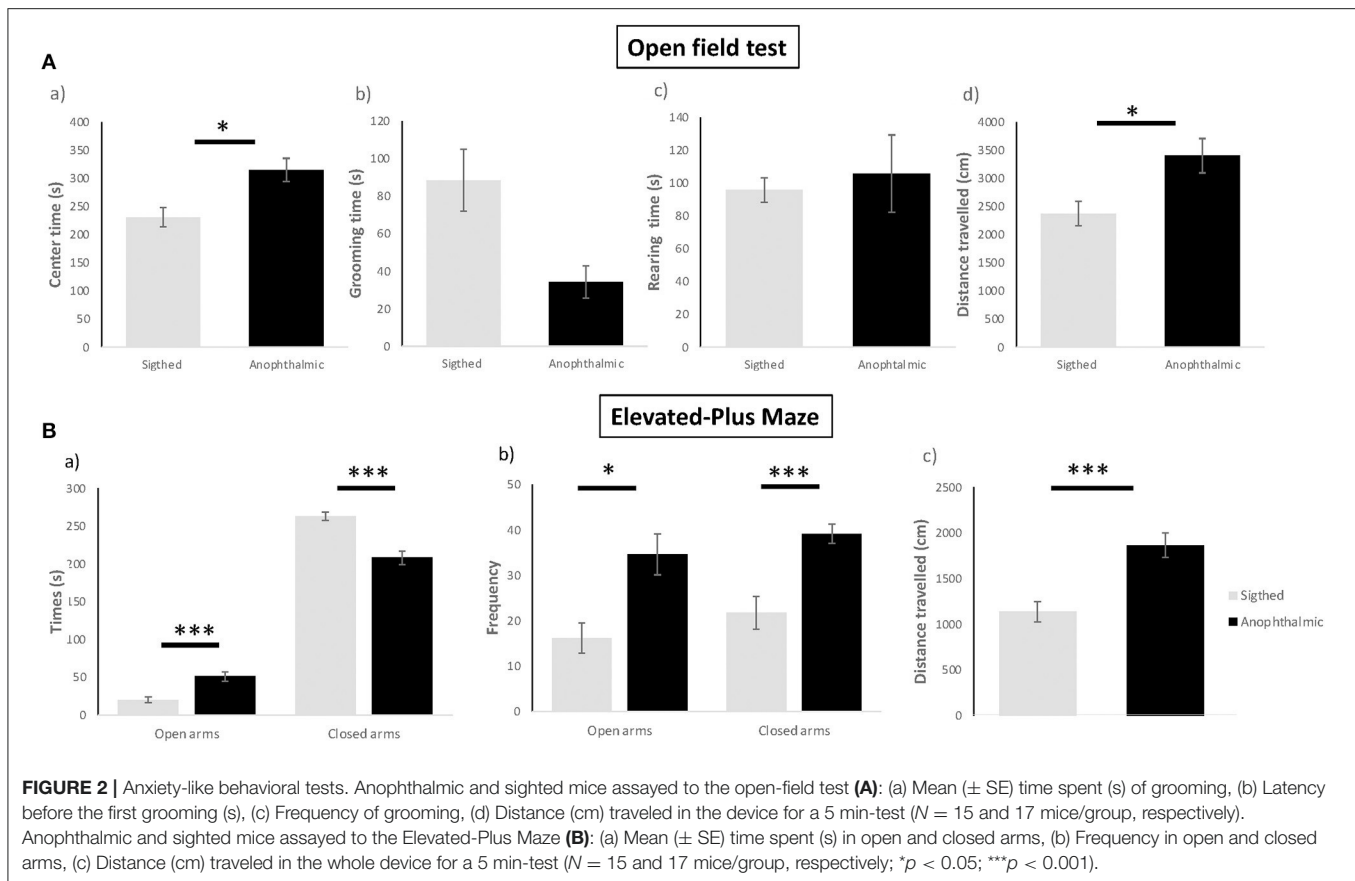 Open field test
A
a)
400
350
300
250
200
150
100
50
0
Center time (s)
*
Sigthed Anophthalmic
b)
120
100
80
60
40
20
0
Grooming time (s)
Sigthed Anophthalmic
c)
140
120
100
80
60
40
20
0
Rearing time (s)
Sigthed Anophtalmic
d)
4000
3500
3000
2500
2000
1500
1000
500
0
Distance travelled (cm)
*
Sigthed Anophthalmic
Elevated-Plus Maze
B
a)
300
250
200
150
100
50
0
Times (s)
***
***
Open arms Closed arms
b)
50
40
30
20
10
0
Frequency
*
***
Open arms Closed arms
c)
2500
2000
1500
1000
500
0
Distance travelled (cm)
***
Sigthed
Anophthalmic
FIGURE 2 | Anxiety-like behavioral tests. Anophthalmic and sighted mice assayed to the open-field test (A): (a) Mean (± SE) time spent (s) of grooming, (b) Latency
before the first grooming (s), (c) Frequency of grooming, (d) Distance (cm) traveled in the device for a 5 min-test (N = 15 and 17 mice/group, respectively).
Anophthalmic and sighted mice assayed to the Elevated-Plus Maze (B): (a) Mean (± SE) time spent (s) in open and closed arms, (b) Frequency in open and closed
arms, (c) Distance (cm) traveled in the whole device for a 5 min-test (N = 15 and 17 mice/group, respectively; *p < 0.05; ***p < 0.001).